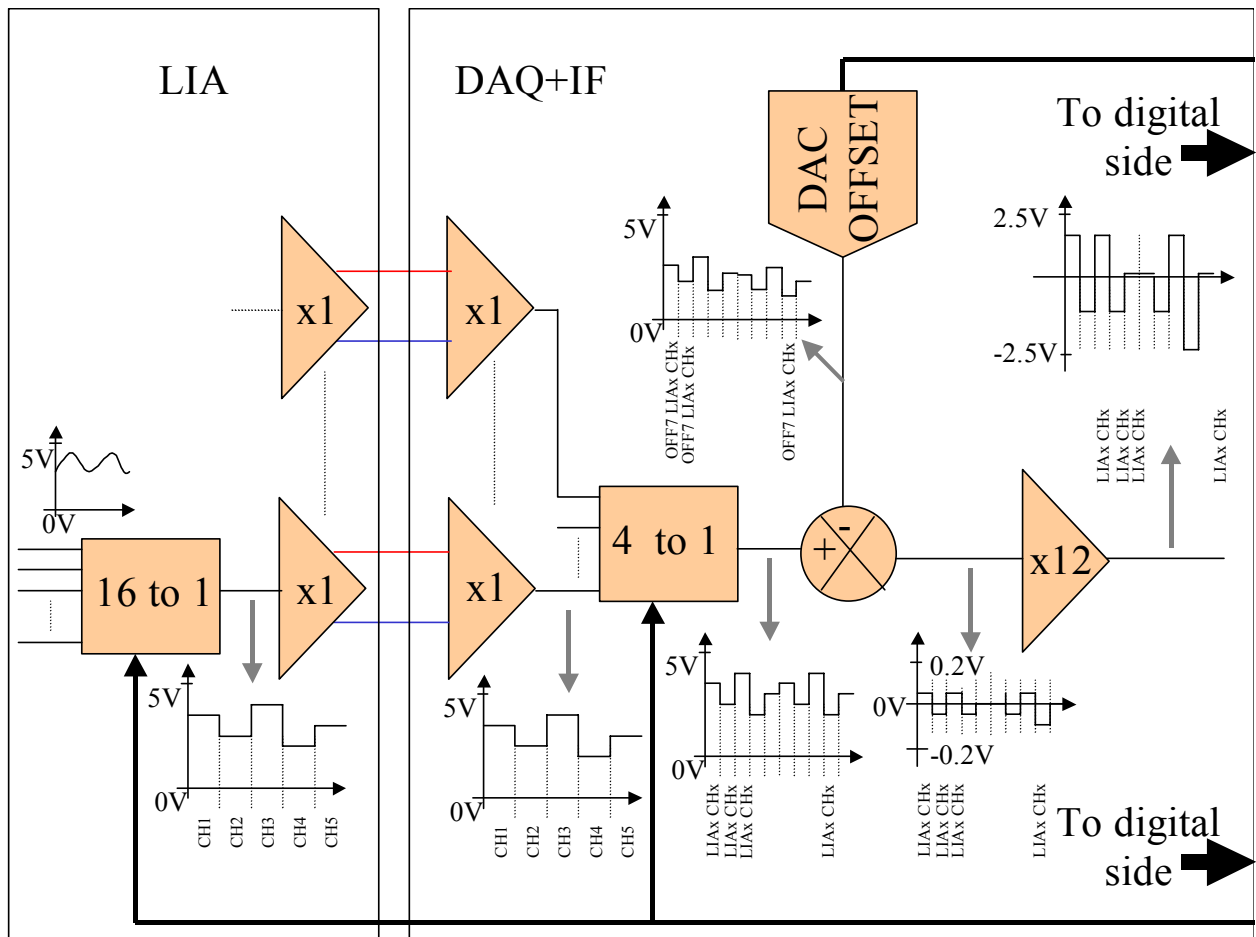 LIA
DAQ+IF
DAC
OFFSET
To digital
side
5V
0V
OFF7 LIAx CHx
OFF7 LIAx CHx
OFF7 LIAx CHx
2.5V
-2.5V
LIAx CHx
LIAx CHx
LIAx CHx
LIAx CHx
x1
x1
5V
0V
16 to 1
x1
x1
4 to 1
+
-
x12
5V
0V
CH1
CH2
CH3
CH4
CH5
5V
0V
CH1
CH2
CH3
CH4
CH5
5V
0V
LIAx CHx
LIAx CHx
LIAx CHx
LIAx CHx
0.2V
0V
-0.2V
LIAx CHx
LIAx CHx
LIAx CHx
LIAx CHx
To digital
side